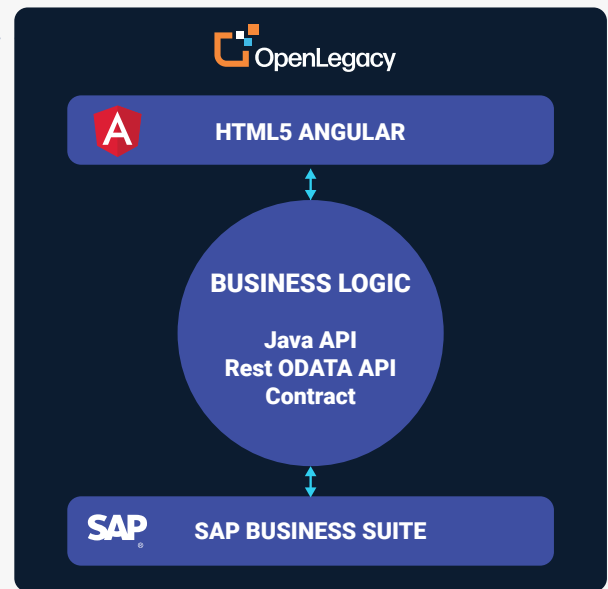 OpenLegacy
A
HTML5 ANGULAR
BUSINESS LOGIC
Java API
Rest ODATA API
Contract
SAP® SAP BUSINESS SUITE